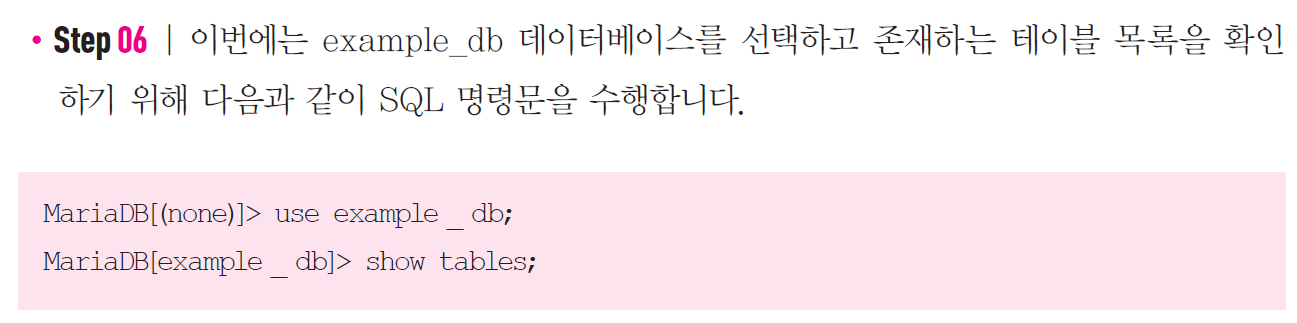 • Step 06 | 이번에는 example_db 데이터베이스를 선택하고 존재하는 테이블 목록을 확인
하기 위해 다음과 같이 SQL 명령문을 수행합니다.
MariaDB[(none)]> use example _ db;
MariaDB[example _ db]> show tables;